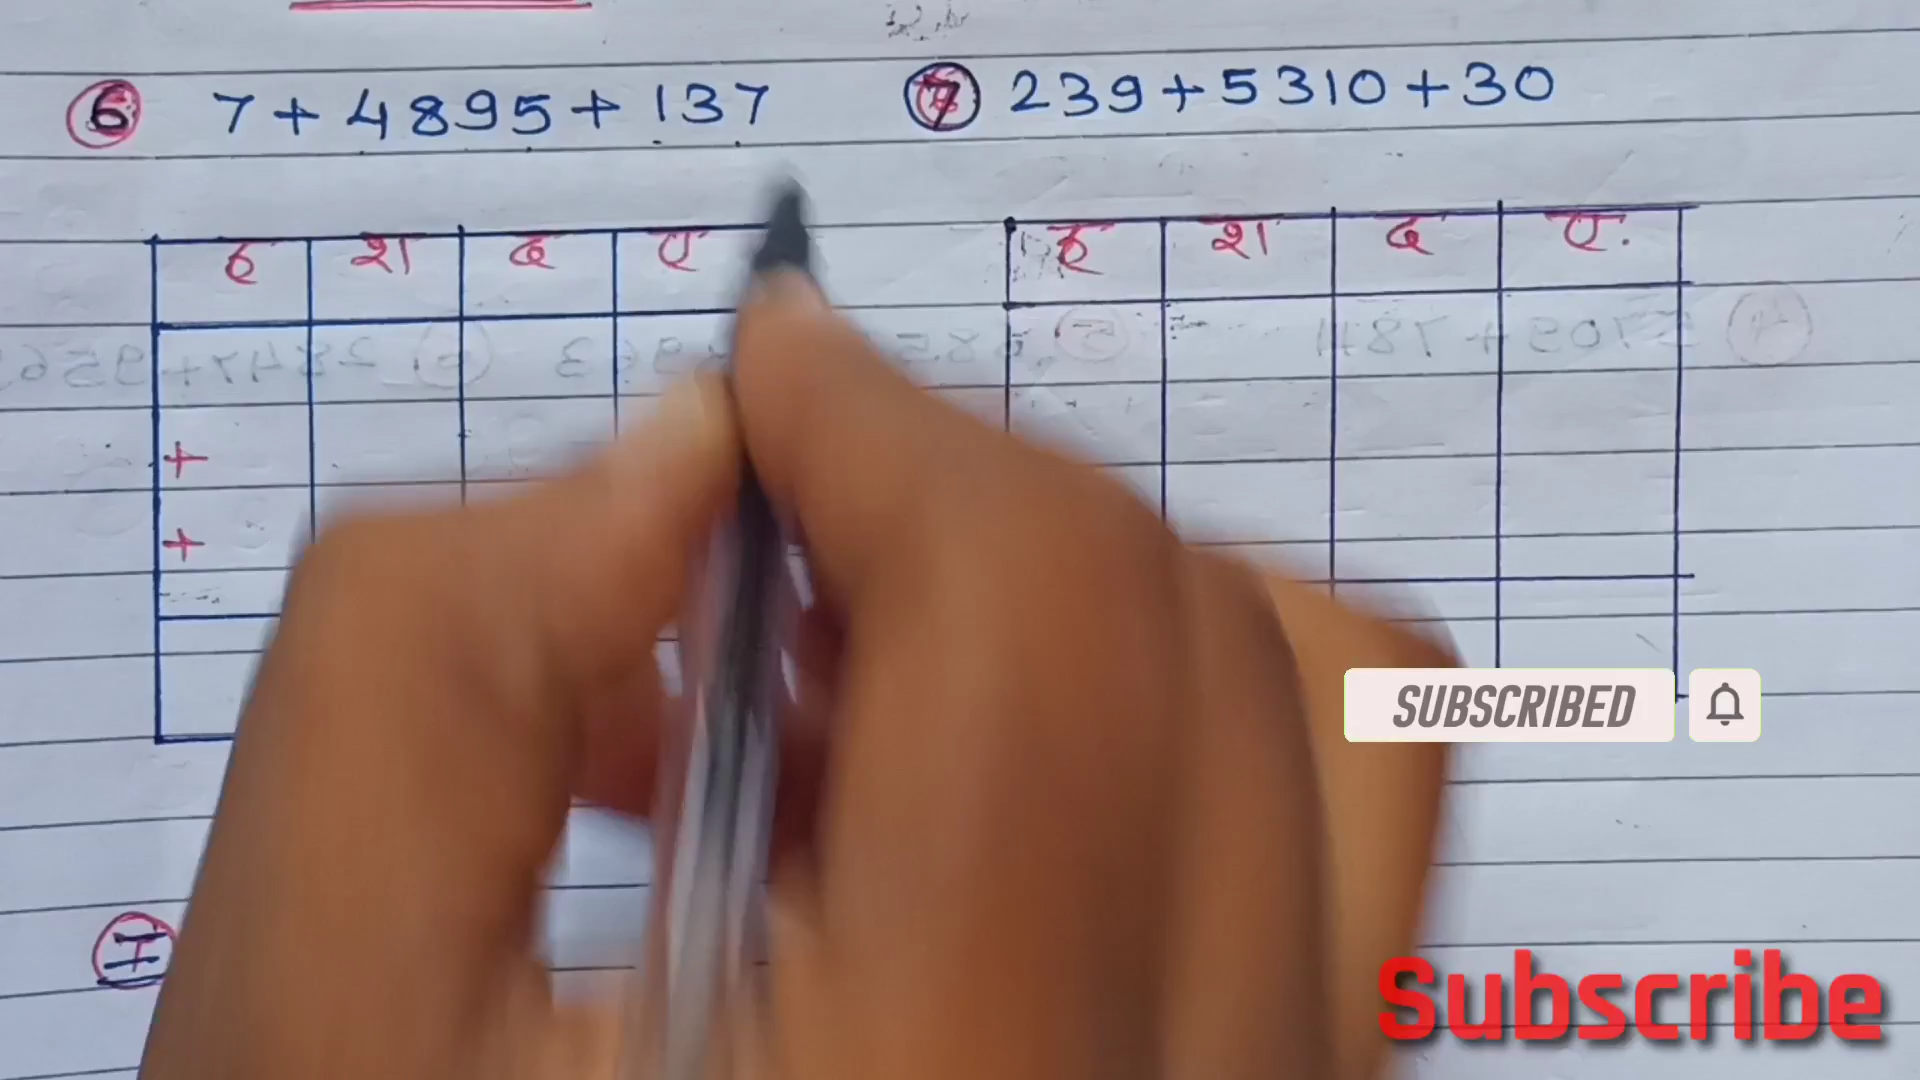 6 7 + 4895 + 137
7 239 + 5310 + 30
ह श द ए
ह श द ए.
+
+
SUBSCRIBED
I
Subscribe